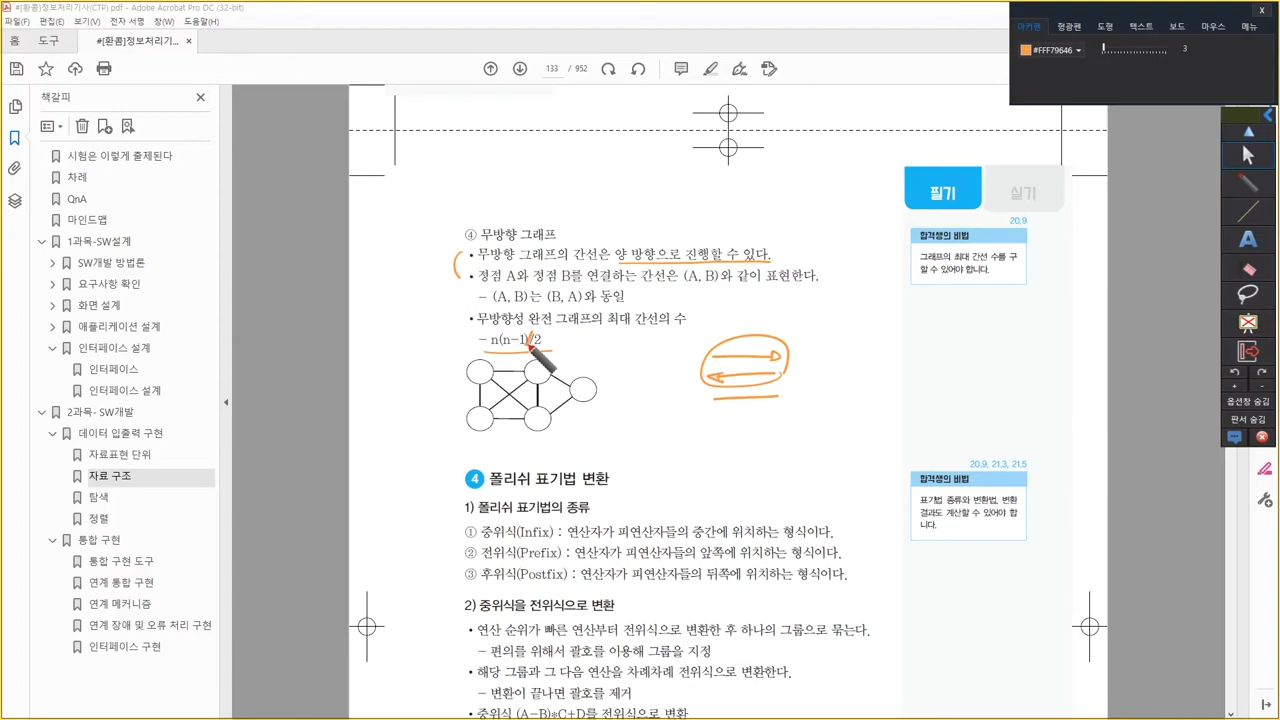 #[환콤]정보처리기사(CTP).pdf - Adobe Acrobat Pro DC (32-bit)
파일(F) 편집(E) 보기(V) 전자 서명 창(W) 도움말(H)
홈 도구 #[환콤]정보처리기... ×
133 / 952
x
마카펜 형광펜 도형 텍스트 보드 마우스 메뉴
#FFF79646 3
책갈피
시험은 이렇게 출제된다
차례
QnA
마인드맵
1과목-SW설계
SW개발 방법론
요구사항 확인
화면 설계
애플리케이션 설계
인터페이스 설계
인터페이스
인터페이스 설계
2과목- SW개발
데이터 입출력 구현
자료표현 단위
자료 구조
탐색
정렬
통합 구현
통합 구현 도구
연계 통합 구현
연계 메커니즘
연계 장애 및 오류 처리 구현
인터페이스 구현
필기 실기
④ 무방향 그래프
• 무방향 그래프의 간선은 양 방향으로 진행할 수 있다.
• 정점 A와 정점 B를 연결하는 간선은 (A, B)와 같이 표현한다.
– (A, B)는 (B, A)와 동일
• 무방향성 완전 그래프의 최대 간선의 수
– n(n−1)/2
20.9
합격생의 비법
그래프의 최대 간선 수를 구
할 수 있어야 합니다.
4 폴리쉬 표기법 변환
1) 폴리쉬 표기법의 종류
① 중위식(Infix) : 연산자가 피연산자들의 중간에 위치하는 형식이다.
② 전위식(Prefix) : 연산자가 피연산자들의 앞쪽에 위치하는 형식이다.
③ 후위식(Postfix) : 연산자가 피연산자들의 뒤쪽에 위치하는 형식이다.
20.9, 21.3, 21.5
합격생의 비법
표기법 종류와 변환법, 변환
결과도 계산할 수 있어야 합니
다.
2) 중위식을 전위식으로 변환
• 연산 순위가 빠른 연산부터 전위식으로 변환한 후 하나의 그룹으로 묶는다.
– 편의를 위해서 괄호를 이용해 그룹을 지정
• 해당 그룹과 그 다음 연산을 차례차례 전위식으로 변환한다.
– 변환이 끝나면 괄호를 제거
• 중위식 (A−B)*C+D를 전위식으로 변환
A
+ -
옵션창 숨김
판서 숨김